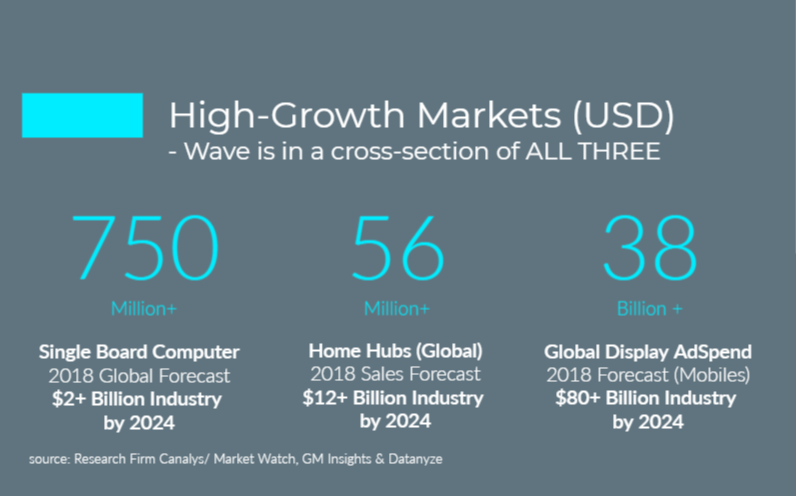 High-Growth Markets (USD)
- Wave is in a cross-section of ALL THREE
750
Million+
Single Board Computer
2018 Global Forecast
$2+ Billion Industry
by 2024
56
Million+
Home Hubs (Global)
2018 Sales Forecast
$12+ Billion Industry
by 2024
38
Billion +
Global Display AdSpend
2018 Forecast (Mobiles)
$80+ Billion Industry
by 2024
source: Research Firm Canalys/ Market Watch, GM Insights & Datanyze